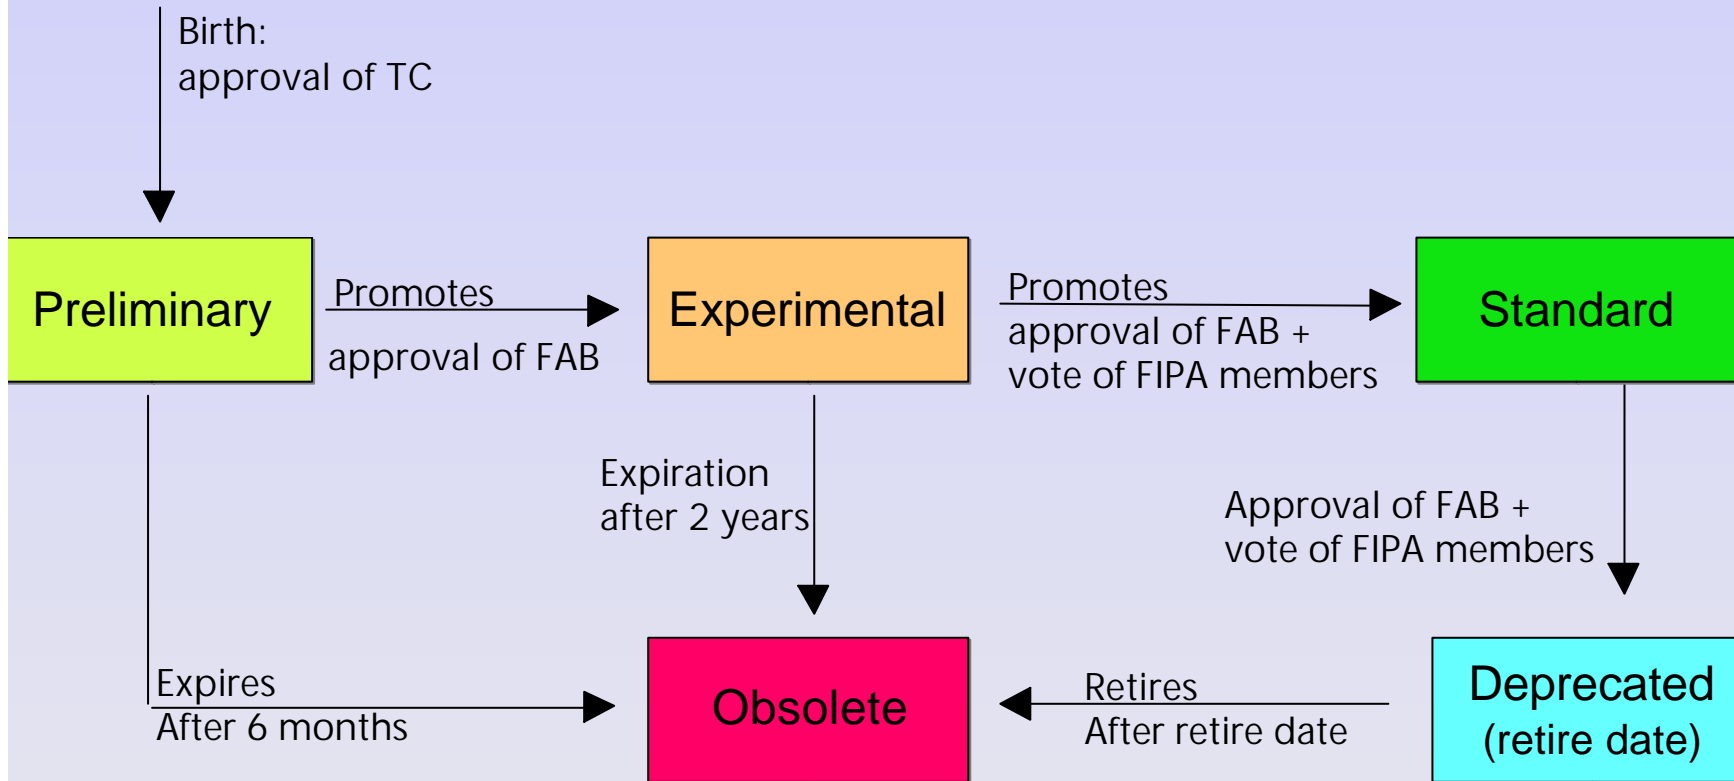 Birth:
approval of TC
Preliminary
Promotes
approval of FAB
Experimental
Promotes
approval of FAB +
vote of FIPA members
Standard
Expiration
after 2 years
Approval of FAB +
vote of FIPA members
Expires
After 6 months
Obsolete
Retires
After retire date
Deprecated
(retire date)